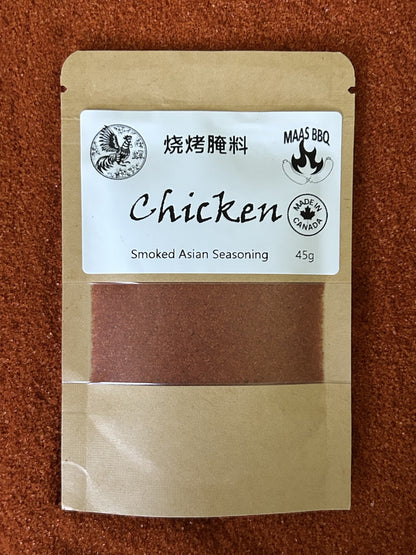 烧烤腌料
MAAS BBQ
Chicken
MADE IN
CANADA
Smoked Asian Seasoning
45g